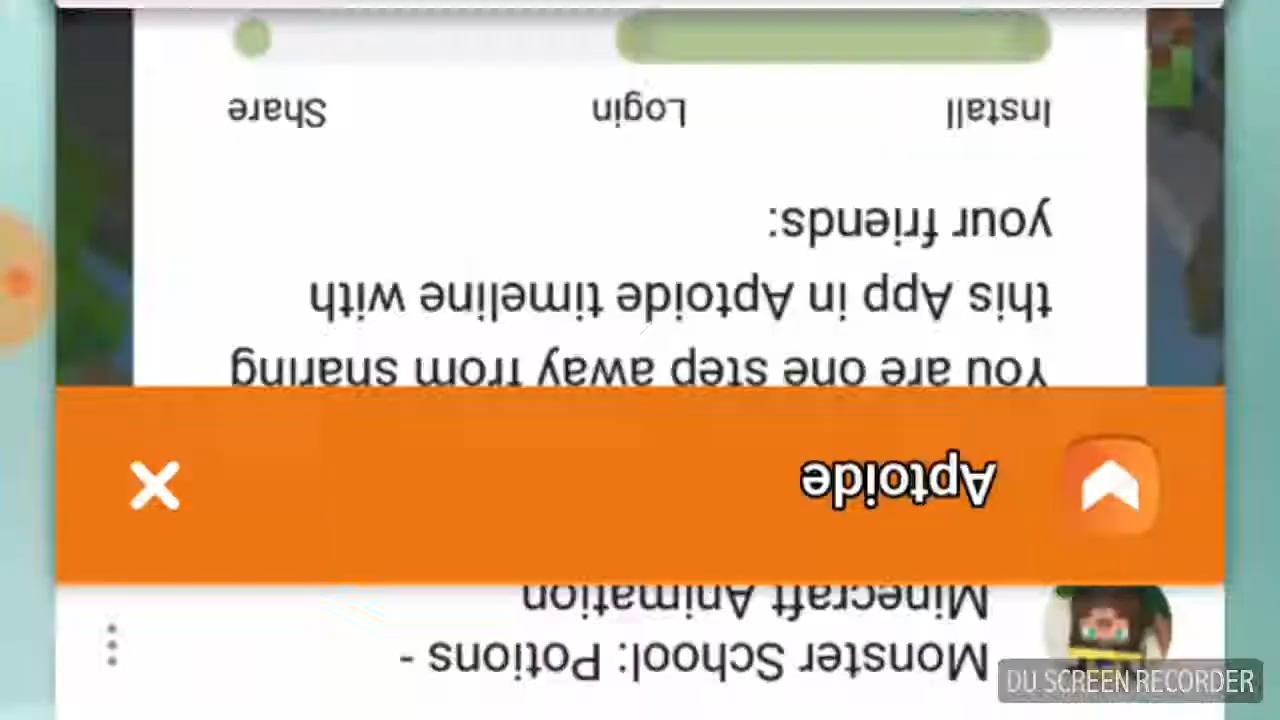 Monster School: Potions -
Minecraft Animation
Aptoide
You are one step away from sharing
this App in Aptoide timeline with
your friends:
Install Login Share
DU SCREEN RECORDER